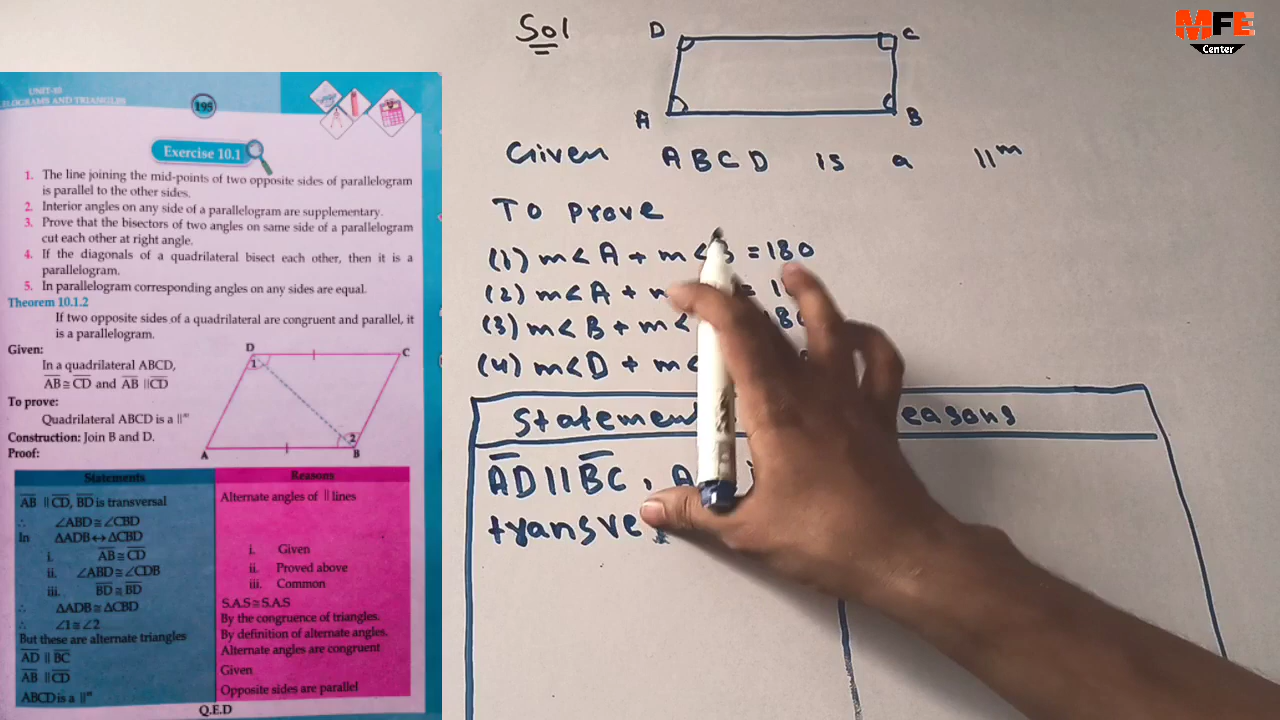 MFE
Center
UNIT-10
PARALLELOGRAMS AND TRIANGLES
195
Exercise 10.1
1. The line joining the mid-points of two opposite sides of parallelogram
is parallel to the other sides.
2. Interior angles on any side of a parallelogram are supplementary.
3. Prove that the bisectors of two angles on same side of a parallelogram
cut each other at right angle.
4. If the diagonals of a quadrilateral bisect each other, then it is a
parallelogram.
5. In parallelogram corresponding angles on any sides are equal.
Theorem 10.1.2
If two opposite sides of a quadrilateral are congruent and parallel, it
is a parallelogram.
Given:
In a quadrilateral ABCD,
AB ≅ CD and AB || CD
To prove:
Quadrilateral ABCD is a ||m
Construction: Join B and D.
Proof:
D C
1
2
A B
Statements Reasons
AB || CD, BD is transversal Alternate angles of || lines
∴ ∠ABD ≅ ∠CBD
In ΔADB ↔ ΔCBD
i. AB ≅ CD i. Given
ii. ∠ABD ≅ ∠CDB ii. Proved above
iii. BD ≅ BD iii. Common
∴ ΔADB ≅ ΔCBD S.A.S ≅ S.A.S
∴ ∠1 ≅ ∠2 By the congruence of triangles.
But these are alternate triangles By definition of alternate angles.
AD || BC Alternate angles are congruent
AB || CD Given
ABCD is a ||m Opposite sides are parallel
Q.E.D
Sol
D C
A B
Given ABCD is a ||m
To prove
(1) m< A + m< B = 180
(2) m< A + m =
(3) m< B + m< 180
(4) m< D + m<
Statemen easons
AD || BC , A
transve